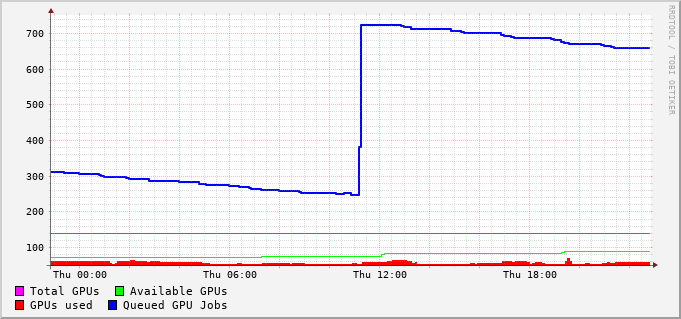 RRDTOOL / TOBI OETIKER
700
600
500
400
300
200
100
Thu 00:00 Thu 06:00 Thu 12:00 Thu 18:00
Total GPUs Available GPUs
GPUs used Queued GPU Jobs